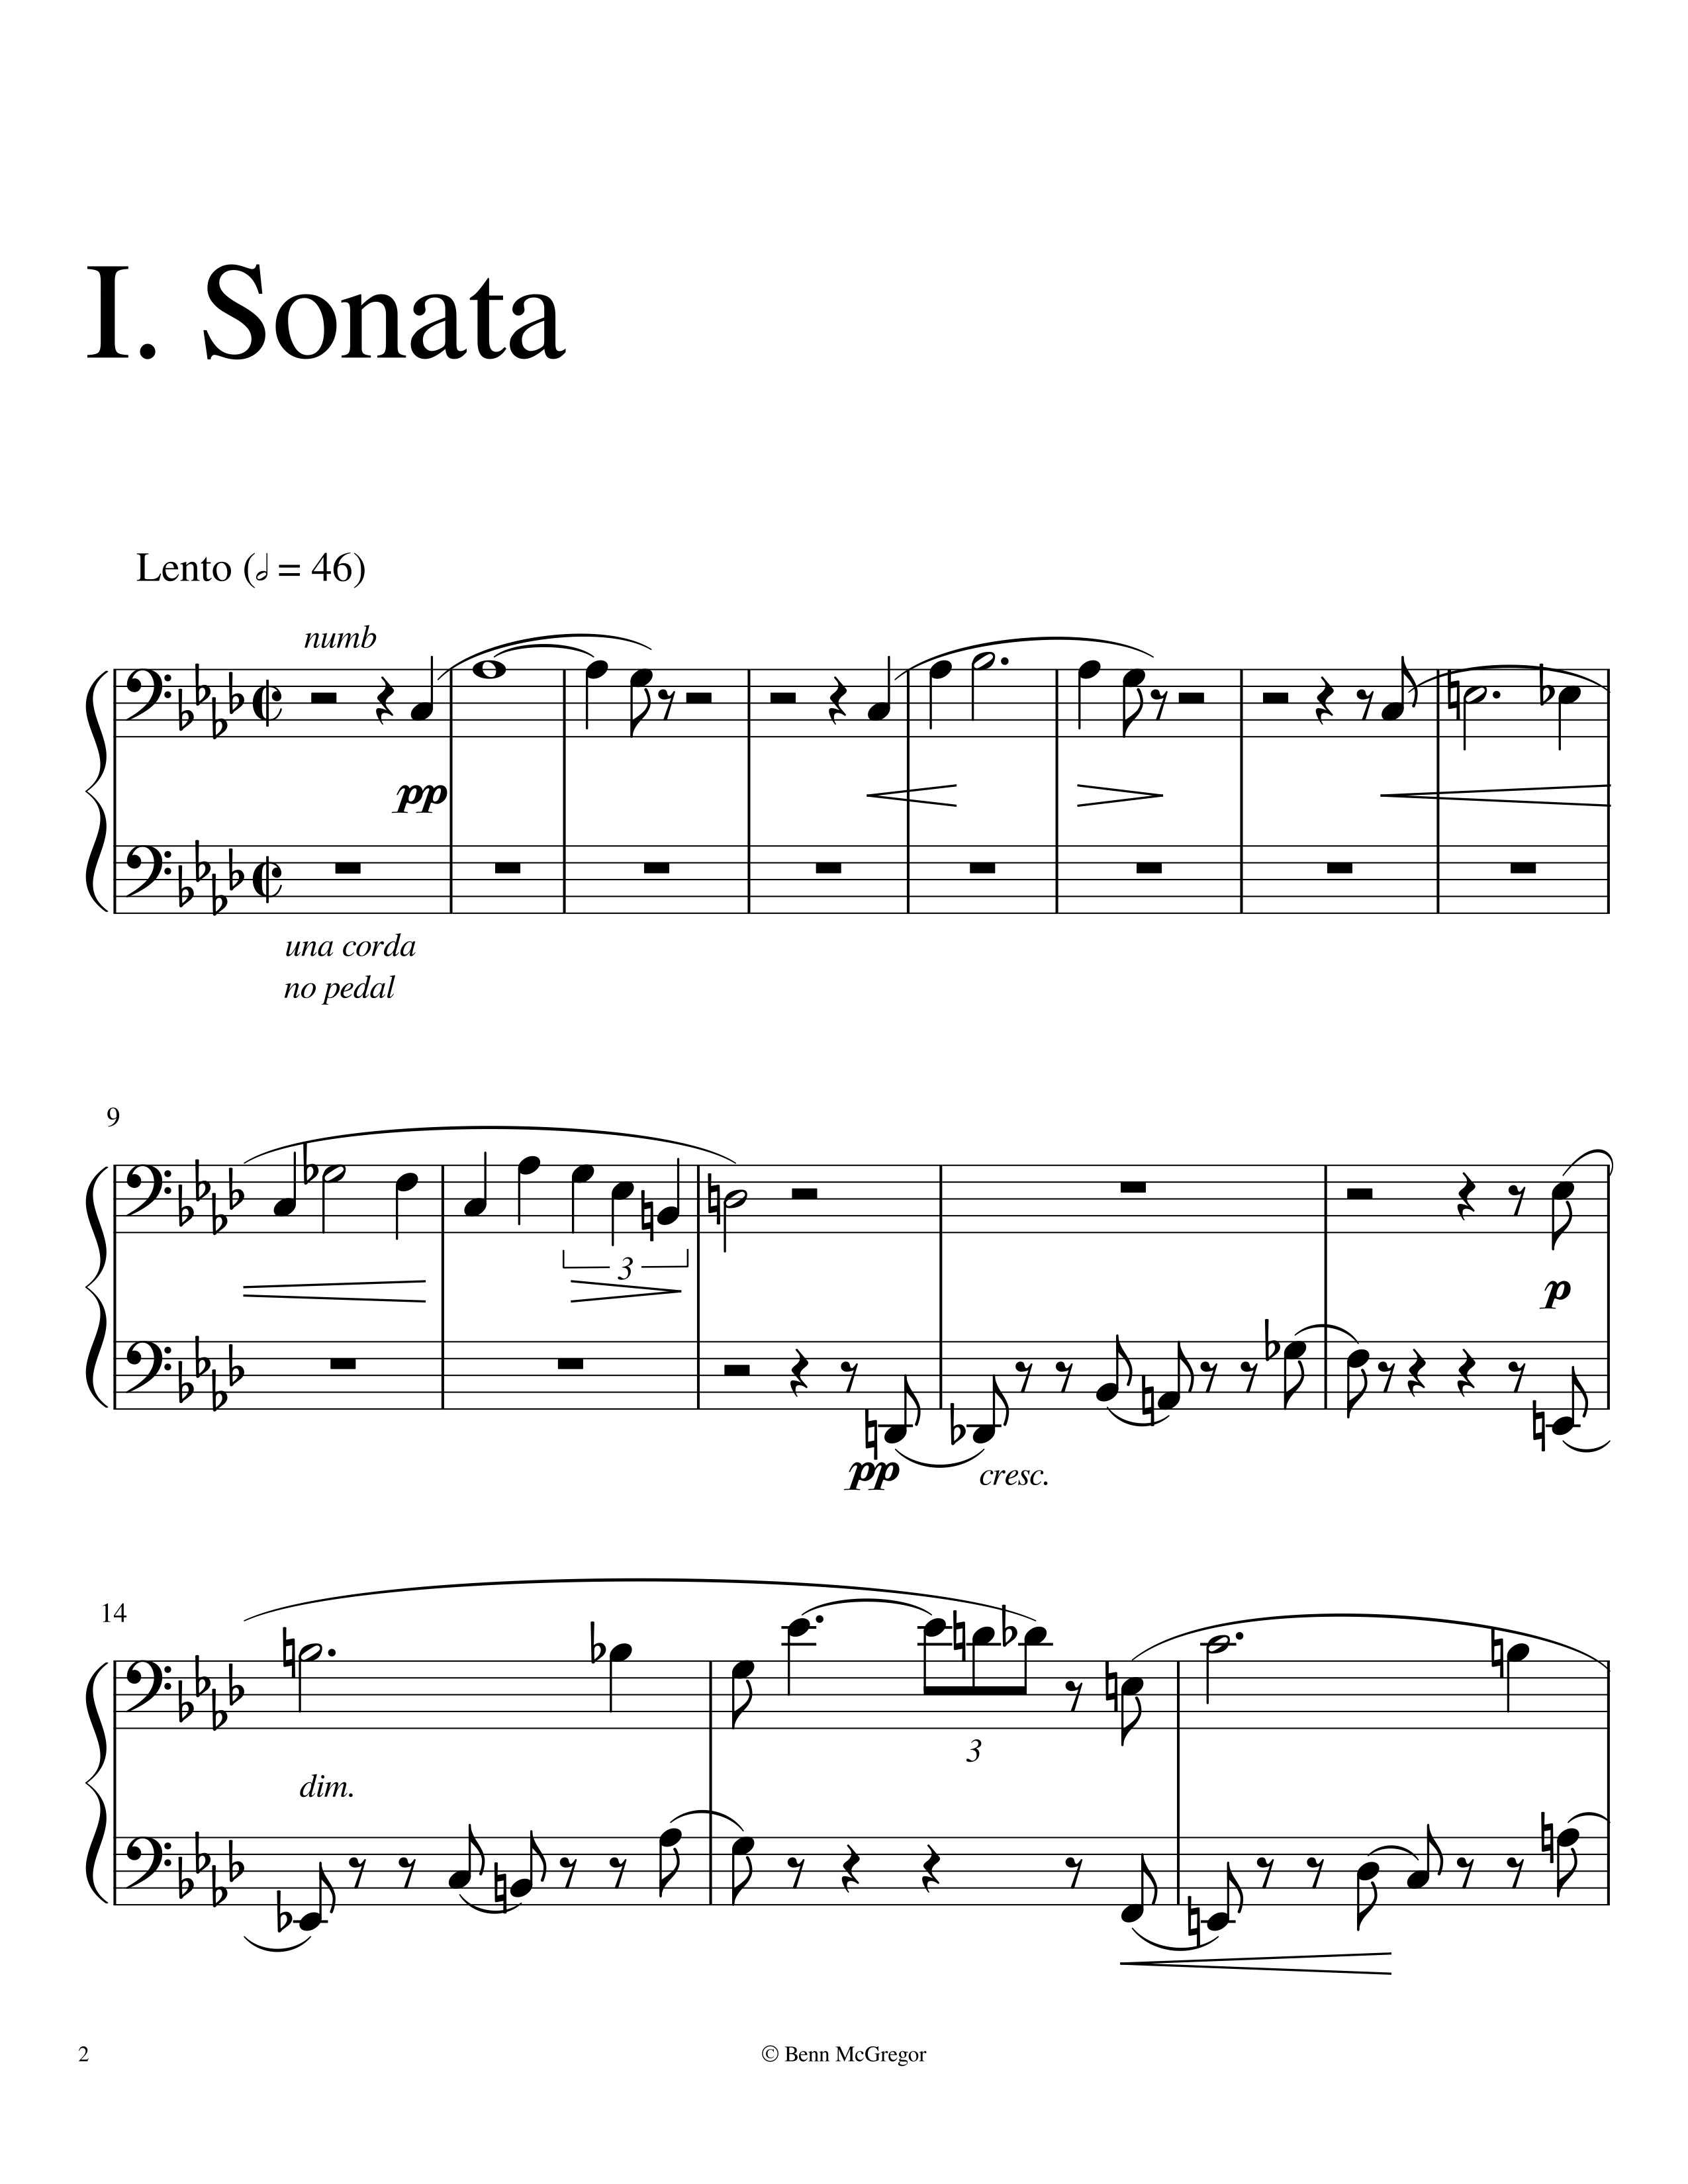 I. Sonata
Lento (𝅗𝅥 = 46)
numb
pp
una corda
no pedal
9
3
p
pp
cresc.
14
3
dim.
2
© Benn McGregor